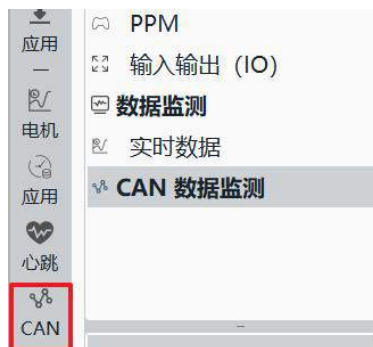 应用
电机
应用
心跳
CAN
PPM
输入输出（IO）
数据监测
实时数据
CAN 数据监测